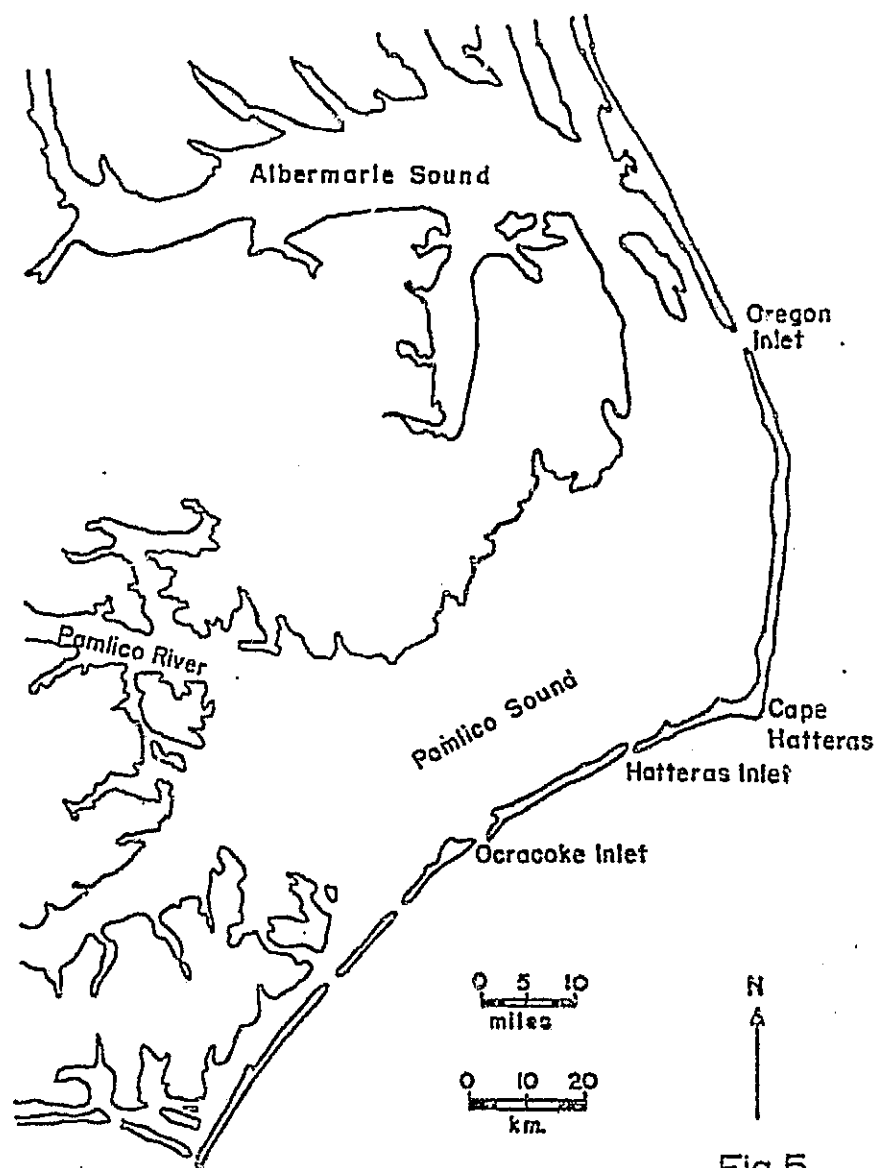 Albermarle Sound
Oregon
Inlet
Pamlico River
Pamlico Sound
Cape
Hatteras
Hatteras Inlet
Ocracoke Inlet
0 5 10
miles
N
0 10 20
km.
Fig.5